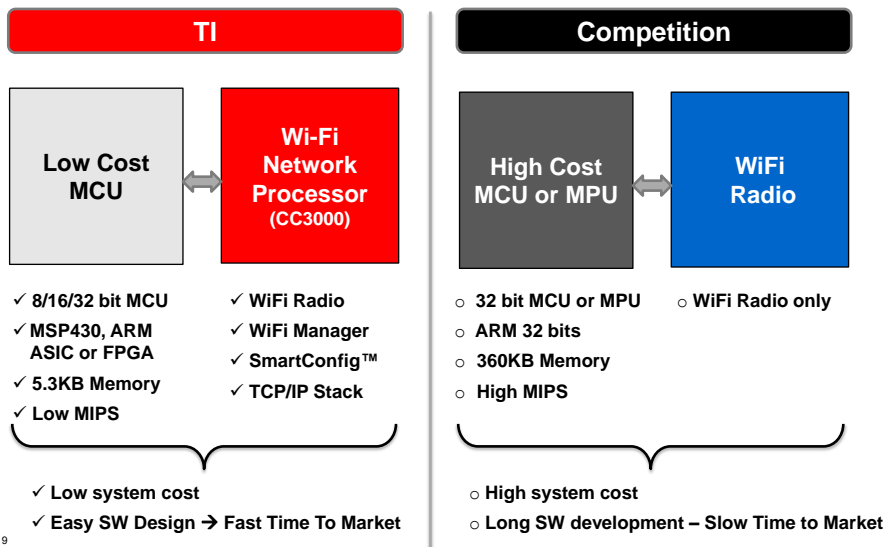 TI
Low Cost
MCU
Wi-Fi
Network
Processor
(CC3000)
✓ 8/16/32 bit MCU
✓ MSP430, ARM
ASIC or FPGA
✓ 5.3KB Memory
✓ Low MIPS
✓ WiFi Radio
✓ WiFi Manager
✓ SmartConfig™
✓ TCP/IP Stack
✓ Low system cost
✓ Easy SW Design → Fast Time To Market
Competition
High Cost
MCU or MPU
WiFi
Radio
○ 32 bit MCU or MPU
○ ARM 32 bits
○ 360KB Memory
○ High MIPS
○ WiFi Radio only
○ High system cost
○ Long SW development – Slow Time to Market
9